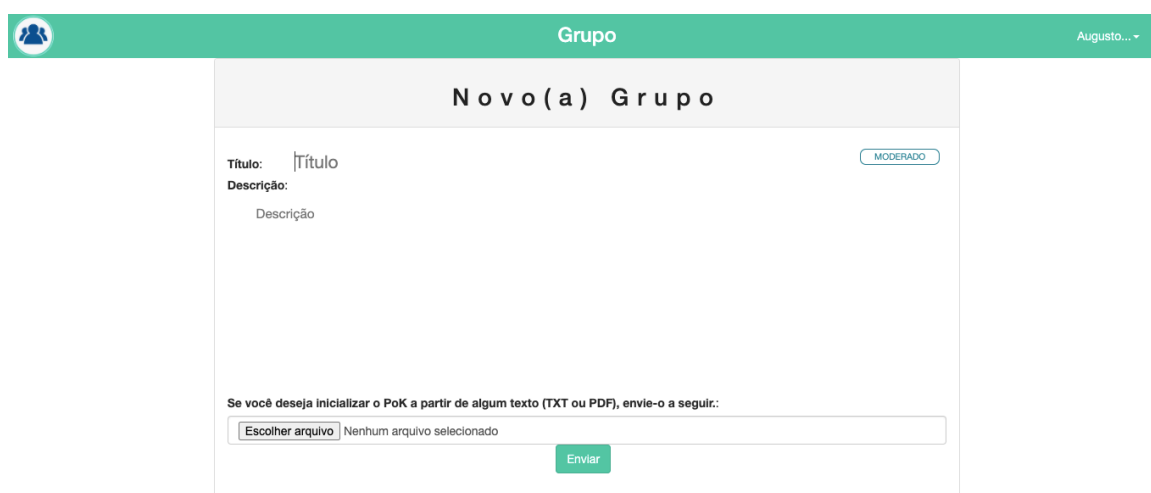 Grupo
Augusto...
Novo(a) Grupo
Título: Título
MODERADO
Descrição:
Descrição
Se você deseja inicializar o PoK a partir de algum texto (TXT ou PDF), envie-o a seguir.:
Escolher arquivo Nenhum arquivo selecionado
Enviar